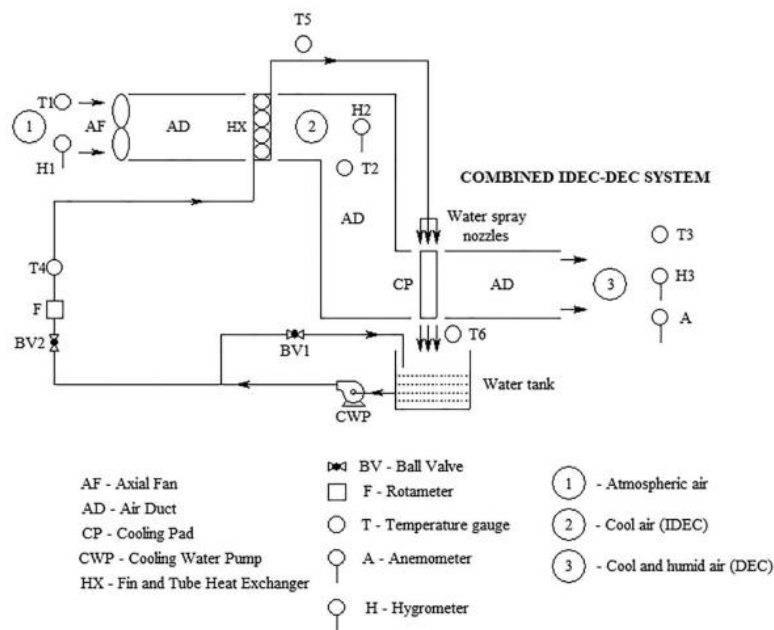 T5
T1
AF
AD
HX
2
H2
1
H1
T2
COMBINED IDEC-DEC SYSTEM
AD
Water spray
nozzles
T3
T4
CP
AD
3
H3
F
A
BV2
BV1
T6
Water tank
CWP
AF - Axial Fan
AD - Air Duct
CP - Cooling Pad
CWP - Cooling Water Pump
HX - Fin and Tube Heat Exchanger
BV - Ball Valve
F - Rotameter
T - Temperature gauge
A - Anemometer
H - Hygrometer
1 - Atmospheric air
2 - Cool air (IDEC)
3 - Cool and humid air (DEC)